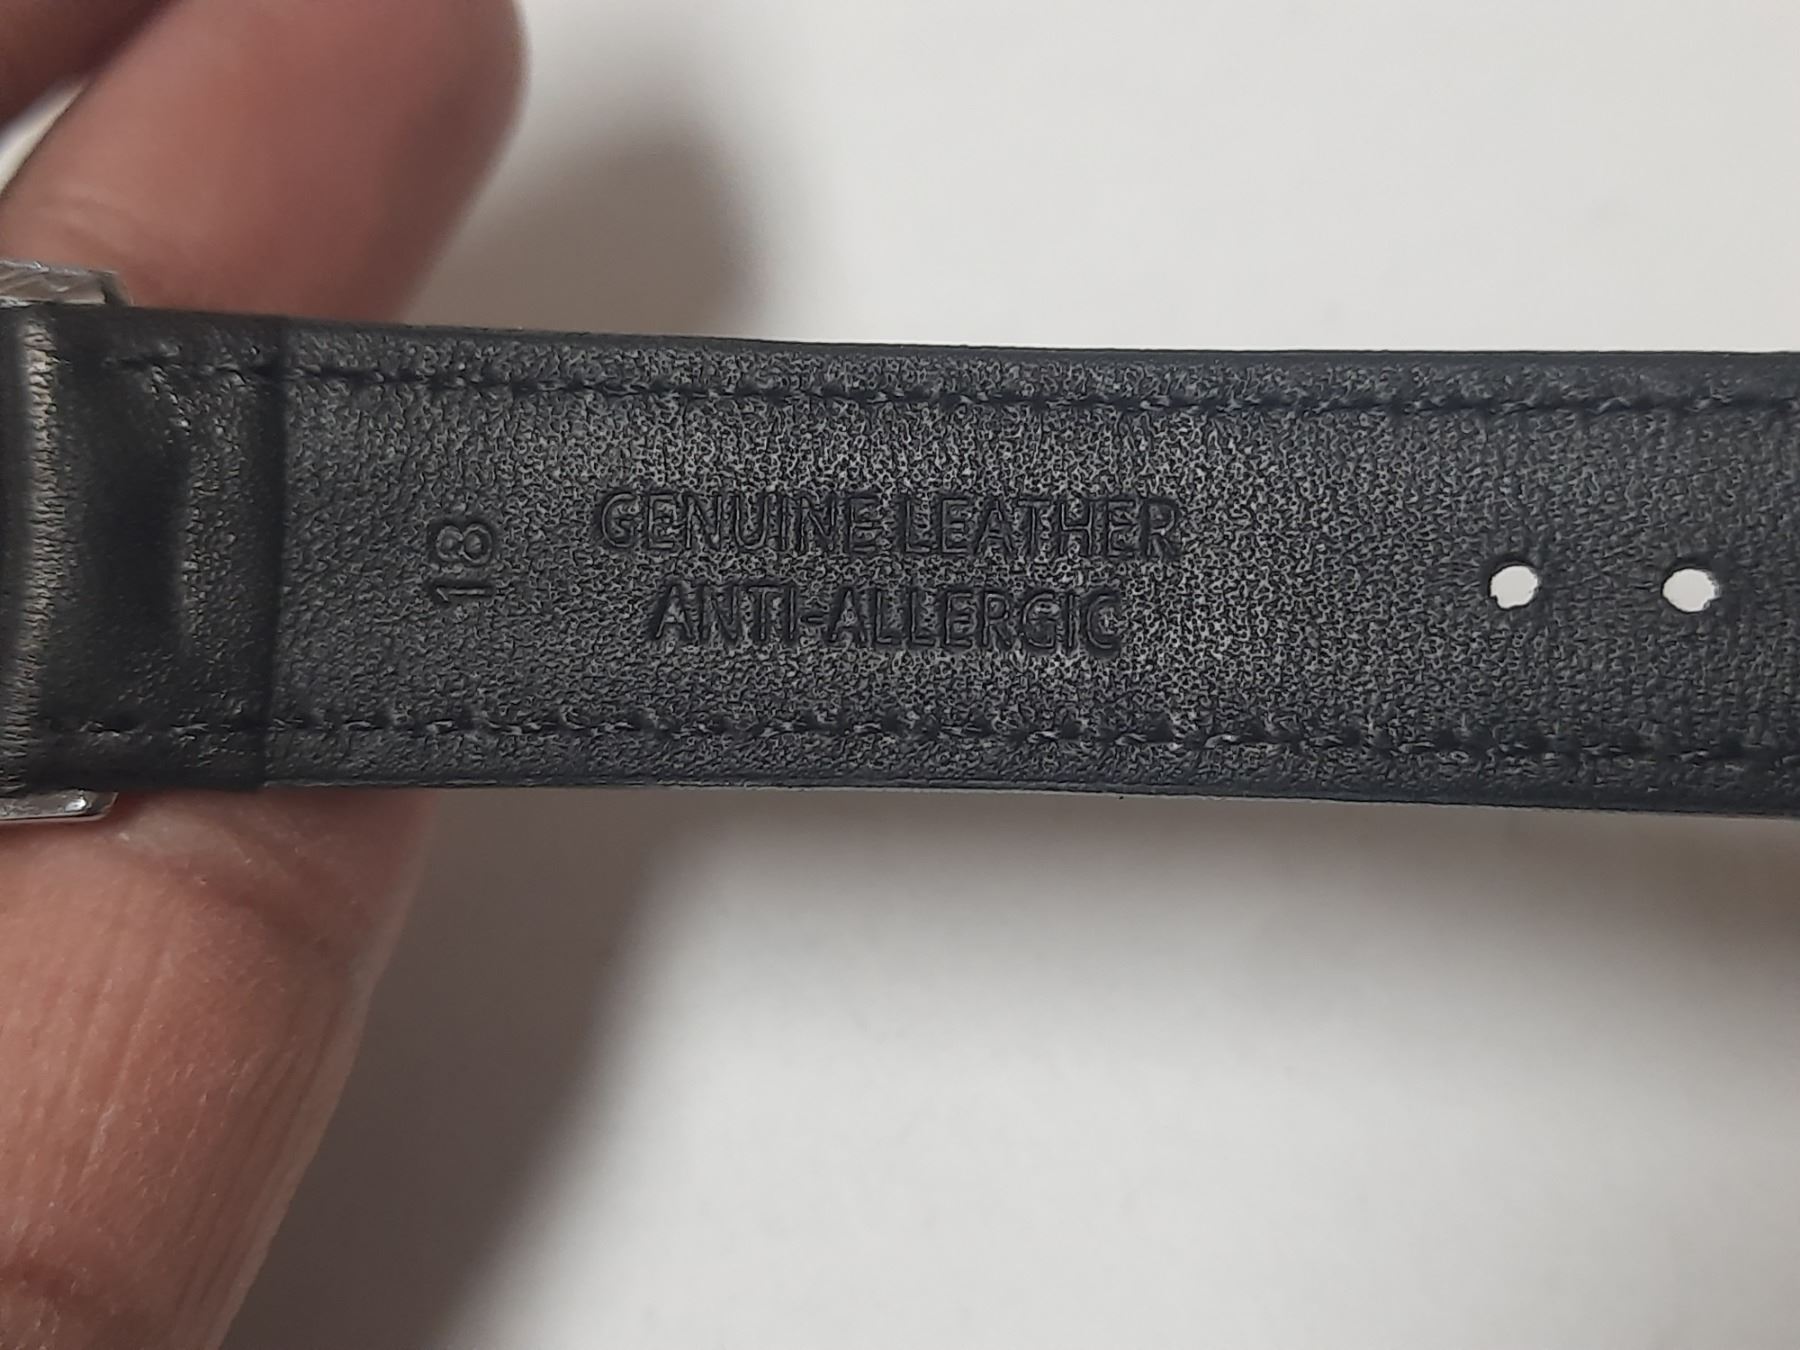 18
GENUINE LEATHER
ANTI-ALLERGIC